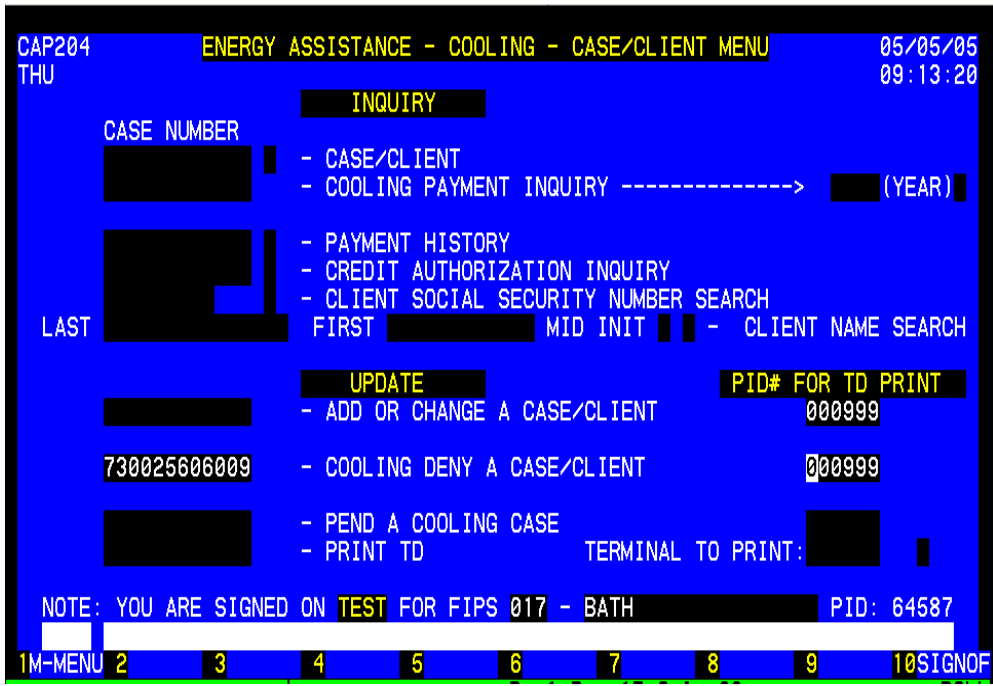 CAP204 ENERGY ASSISTANCE - COOLING - CASE/CLIENT MENU 05/05/05
THU 09:13:20
INQUIRY
CASE NUMBER
- CASE/CLIENT
- COOLING PAYMENT INQUIRY --------------> (YEAR)
- PAYMENT HISTORY
- CREDIT AUTHORIZATION INQUIRY
- CLIENT SOCIAL SECURITY NUMBER SEARCH
LAST FIRST MID INIT - CLIENT NAME SEARCH
UPDATE PID# FOR TD PRINT
- ADD OR CHANGE A CASE/CLIENT 000999
730025606009 - COOLING DENY A CASE/CLIENT 000999
- PEND A COOLING CASE
- PRINT TD TERMINAL TO PRINT:
NOTE: YOU ARE SIGNED ON TEST FOR FIPS 017 - BATH PID: 64587
1M-MENU 2 3 4 5 6 7 8 9 10SIGNOF